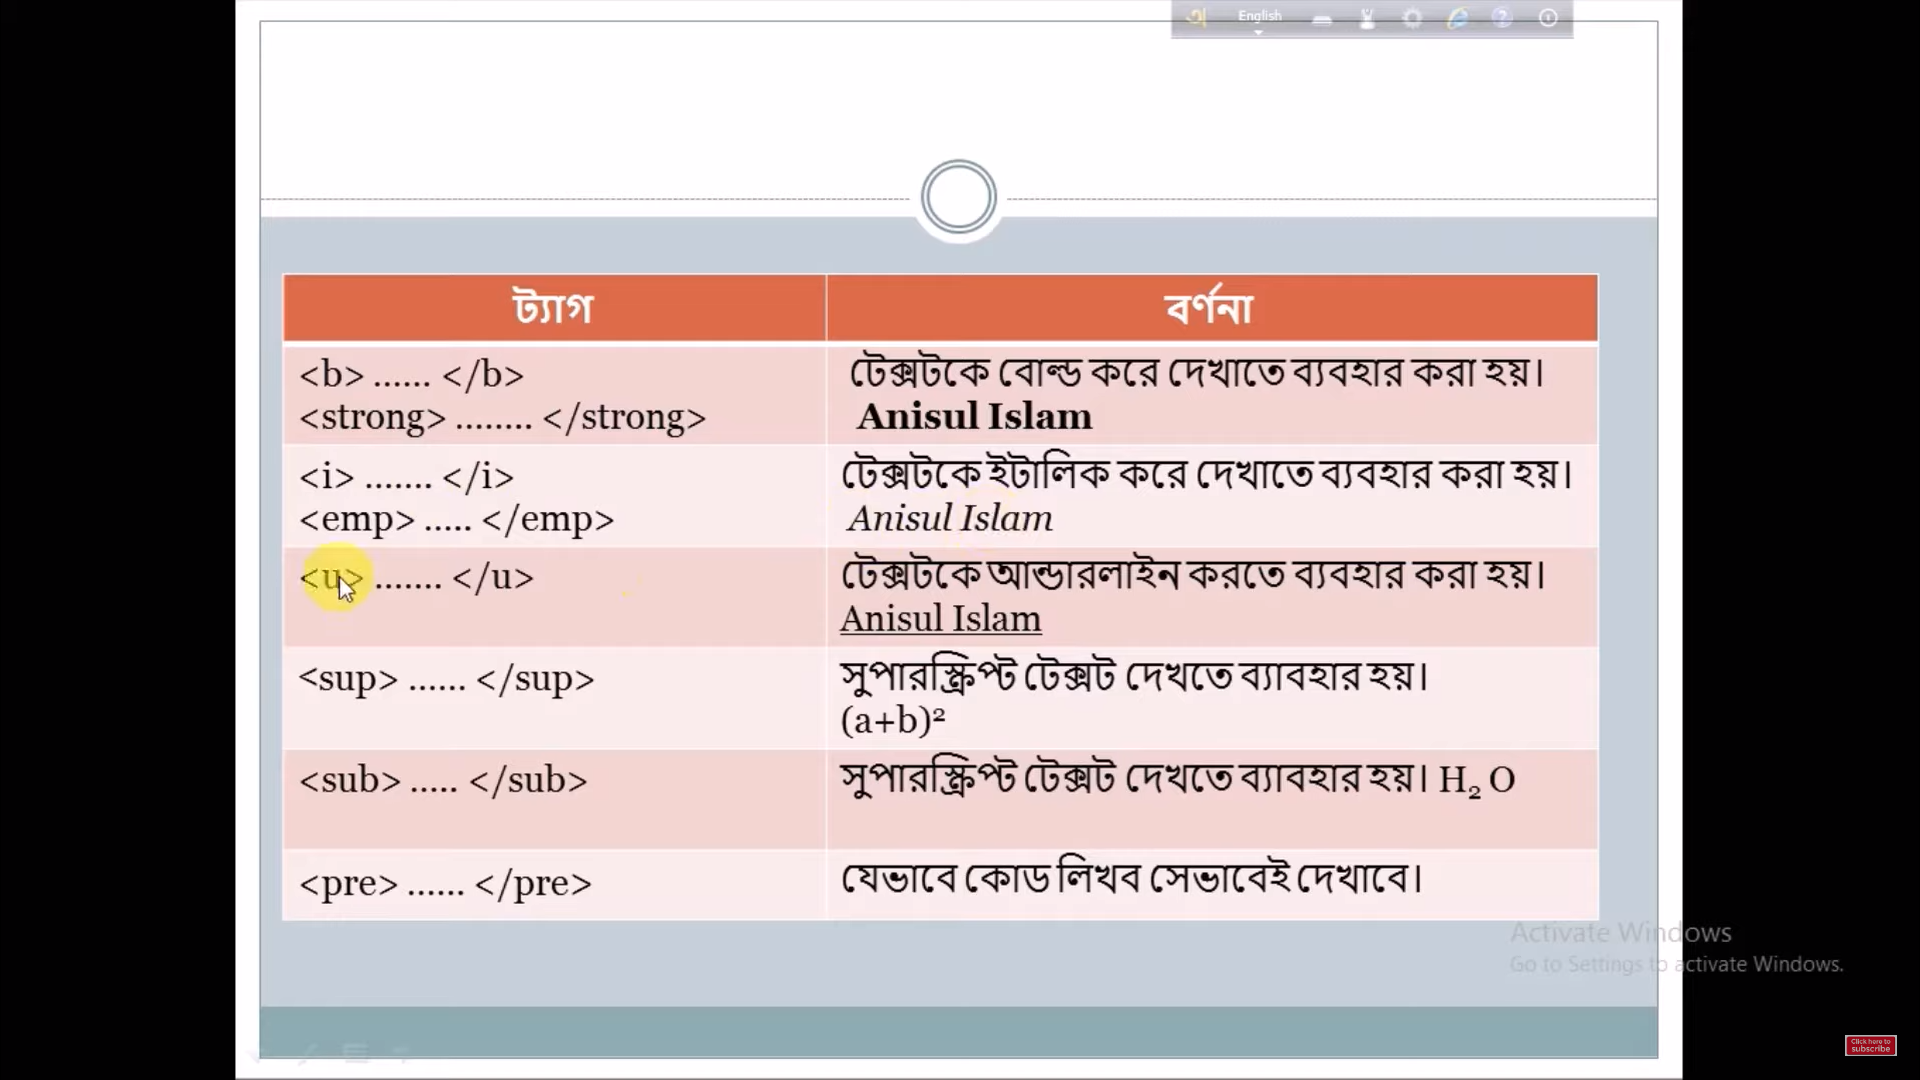 English
ট্যাগ
বর্ণনা
<b> ...... </b>
<strong> ........ </strong>
টেক্সটকে বোল্ড করে দেখাতে ব্যবহার করা হয়।
Anisul Islam
<i> ....... </i>
<emp> ..... </emp>
টেক্সটকে ইটালিক করে দেখাতে ব্যবহার করা হয়।
Anisul Islam
<u> ....... </u>
টেক্সটকে আন্ডারলাইন করতে ব্যবহার করা হয়।
Anisul Islam
<sup> ...... </sup>
সুপারস্ক্রিপ্ট টেক্সট দেখতে ব্যাবহার হয়।
(a+b)²
<sub> ..... </sub>
সুপারস্ক্রিপ্ট টেক্সট দেখতে ব্যাবহার হয়। H₂ O
<pre> ...... </pre>
যেভাবে কোড লিখব সেভাবেই দেখাবে।
Activate Windows
Go to Settings to activate Windows.
Click here to
subscribe